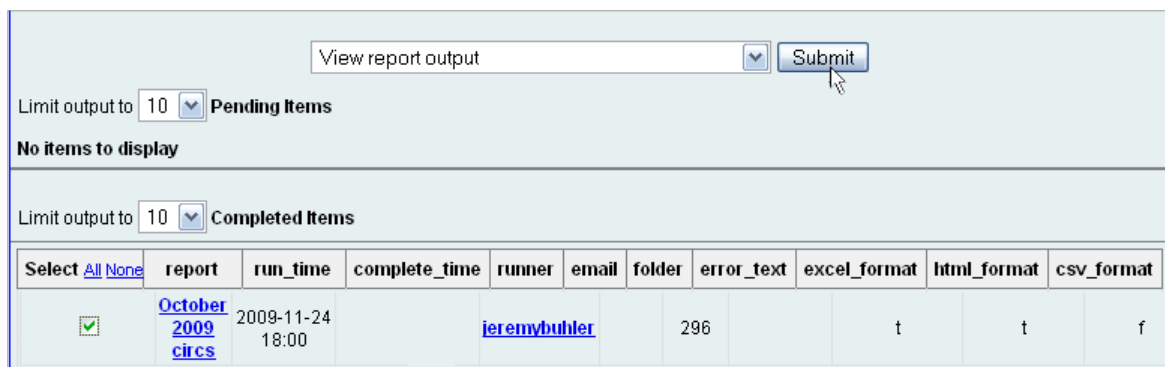 View report output Submit
Limit output to 10 Pending Items
No items to display
Limit output to 10 Completed Items
Select All None report run_time complete_time runner email folder error_text excel_format html_format csv_format
October 2009 circs 2009-11-24 18:00 jeremybuhler 296 t t f